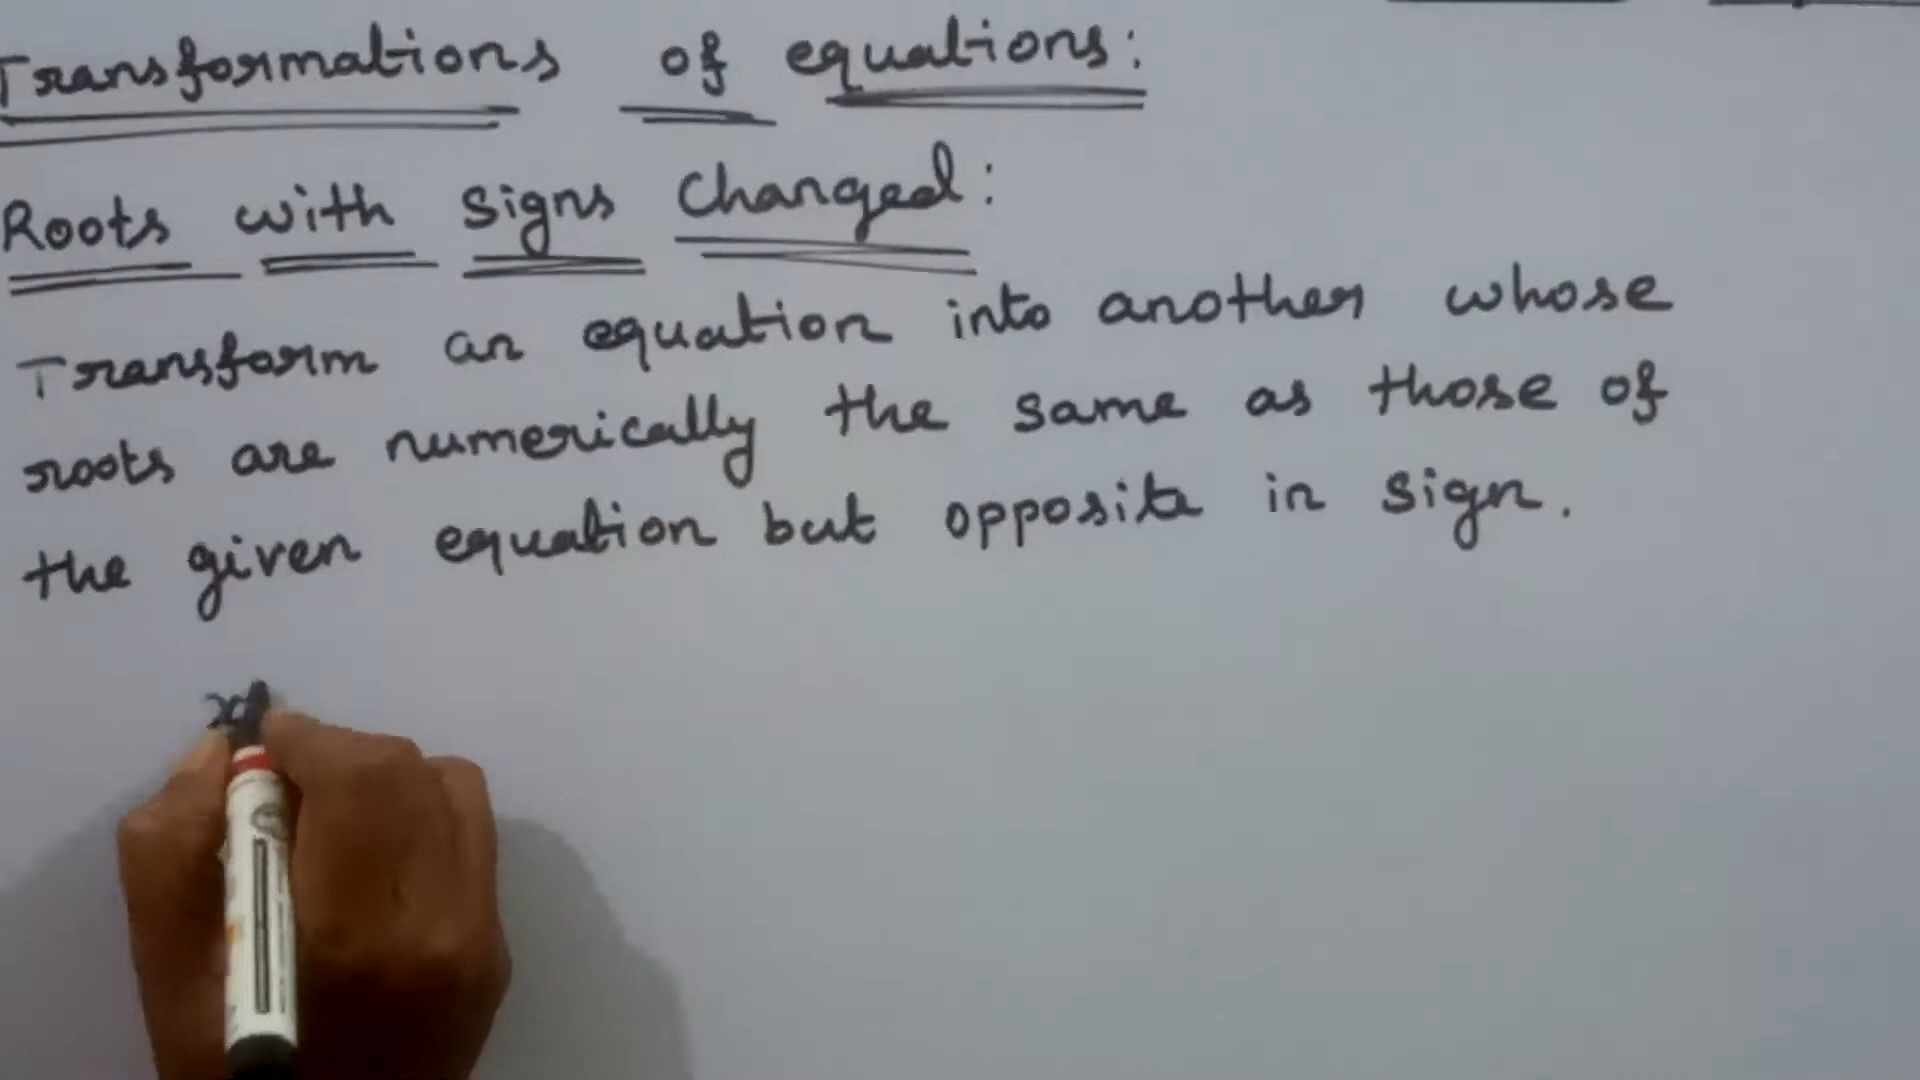 Transformations of equations:
Roots with signs changed:
Transform an equation into another whose
roots are numerically the same as those of
the given equation but opposite in sign.